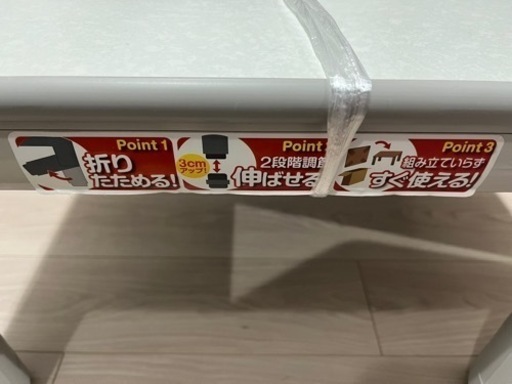 Point 1
折り
たためる!
3cm
アップ!
Point
2段階調節
伸ばせる
Point 3
組み立ていらず
すぐ使える!